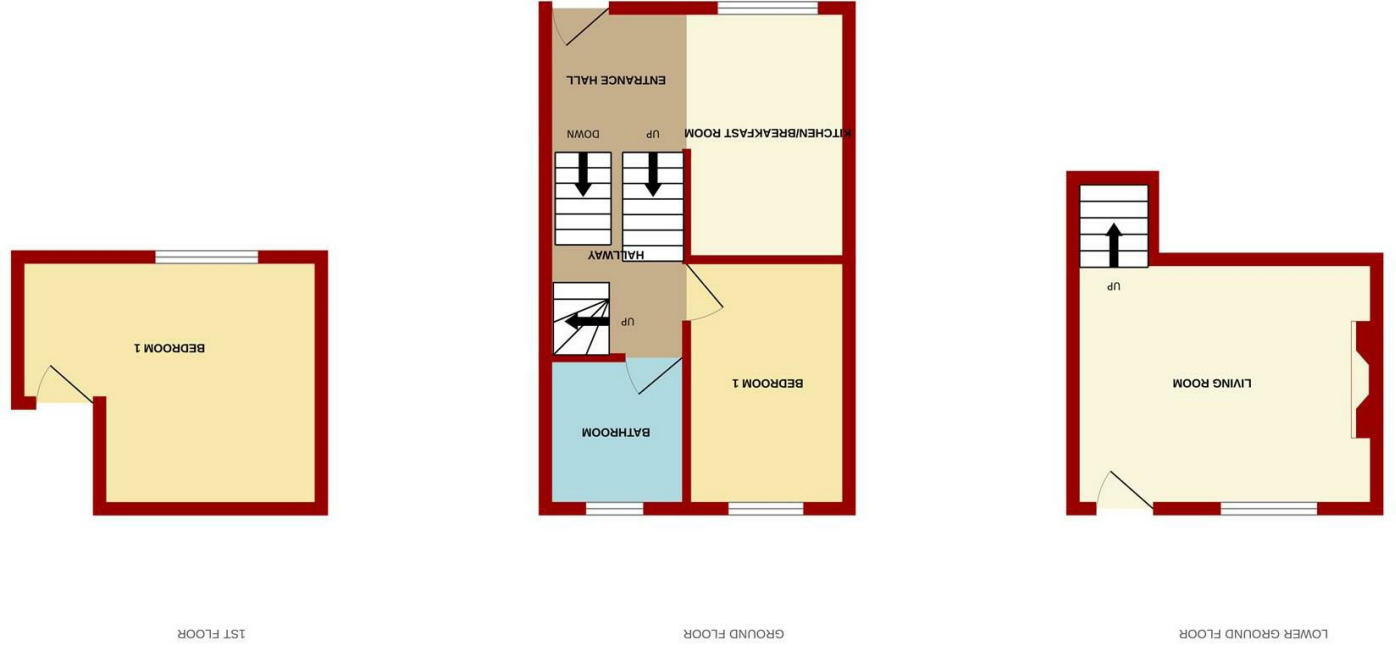 LOWER GROUND FLOOR
GROUND FLOOR
1ST FLOOR
LIVING ROOM
UP
BATHROOM
BEDROOM 1
UP
HALLWAY
UP
DOWN
KITCHEN/BREAKFAST ROOM
ENTRANCE HALL
BEDROOM 1